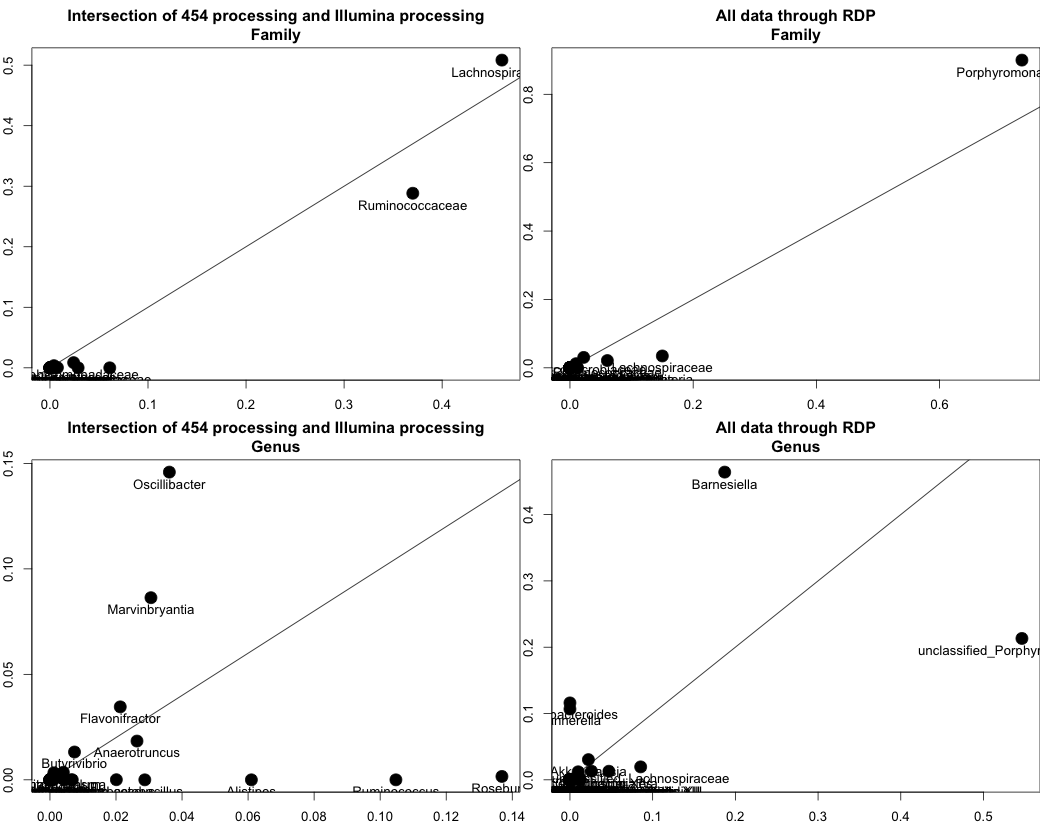 Intersection of 454 processing and Illumina processing
Family
0.5
0.4
0.3
0.2
0.1
0.0
Lachnospira
Ruminococcaceae
0.0 0.1 0.2 0.3 0.4
All data through RDP
Family
0.8
0.6
0.4
0.2
0.0
Porphyromona
Lachnospiraceae
0.0 0.2 0.4 0.6
Intersection of 454 processing and Illumina processing
Genus
0.15
0.10
0.05
0.00
Oscillibacter
Marvinbryantia
Flavonifractor
Anaerotruncus
Butyrivibrio
Alistipes
Ruminococcus
Rosebur
0.00 0.02 0.04 0.06 0.08 0.10 0.12 0.14
All data through RDP
Genus
0.4
0.3
0.2
0.1
0.0
Barnesiella
unclassified_Porphyr
acteroides
nnerella
Lachnospiraceae
0.0 0.1 0.2 0.3 0.4 0.5